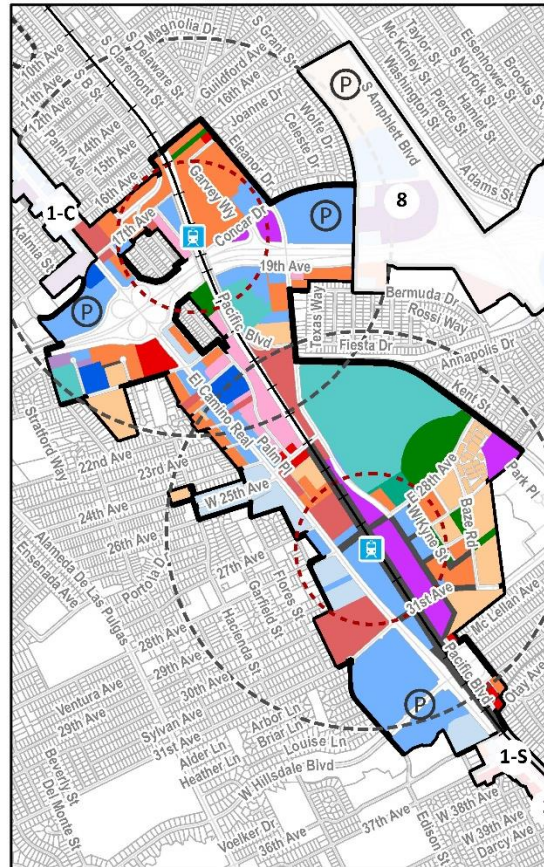 Magnolia Dr
S Grant St
10th Ave
11th Ave
12th Ave
S B St
S Claremont St
S Delaware St
Guilford Ave
16th Ave
Joanne Dr
Wolfe Dr
Celeste Dr
Eleanor Dr
Palm Ave
14th Ave
15th Ave
16th Ave
17th Ave
Garvey Wy
Concar Dr
19th Ave
P
S Amphlett Blvd
Taylor St
McKinley St
Pierce St
Washington St
S Norfolk St
Harriet St
Eisenhower St
Brooks St
Adams St
8
1-C
Kalmia St
P
P
Pacific Blvd
Texas Way
Bermuda Dr
Rossi Way
Fiesta Dr
Annapolis Dr
Kent St
Park Pl
El Camino Real
Palm Pl
Stratford Way
22nd Ave
23rd Ave
24th Ave
W 25th Ave
26th Ave
E 28th Ave
Baze Rd
W Kyne St
31st Ave
Mc Lellan Ave
Otay Ave
Pacific Blvd
Alameda De Las Pulgas
Ensenada Ave
Portola D
27th Ave
Flores St
Garfield St
Hacienda St
28th Ave
29th Ave
30th Ave
Ventura Ave
29th Ave
Sylvan Ave
31st Ave
Alder Ln
Heather Ln
Arbor Ln
Briar Ln
Louise Ln
W Hillsdale Blvd
P
1-S
Beverly St
Del Monte St
Voelker Dr
36th Ave
37th Ave
Edison St
W 38th Ave
W 39th Ave
Darcy Ave